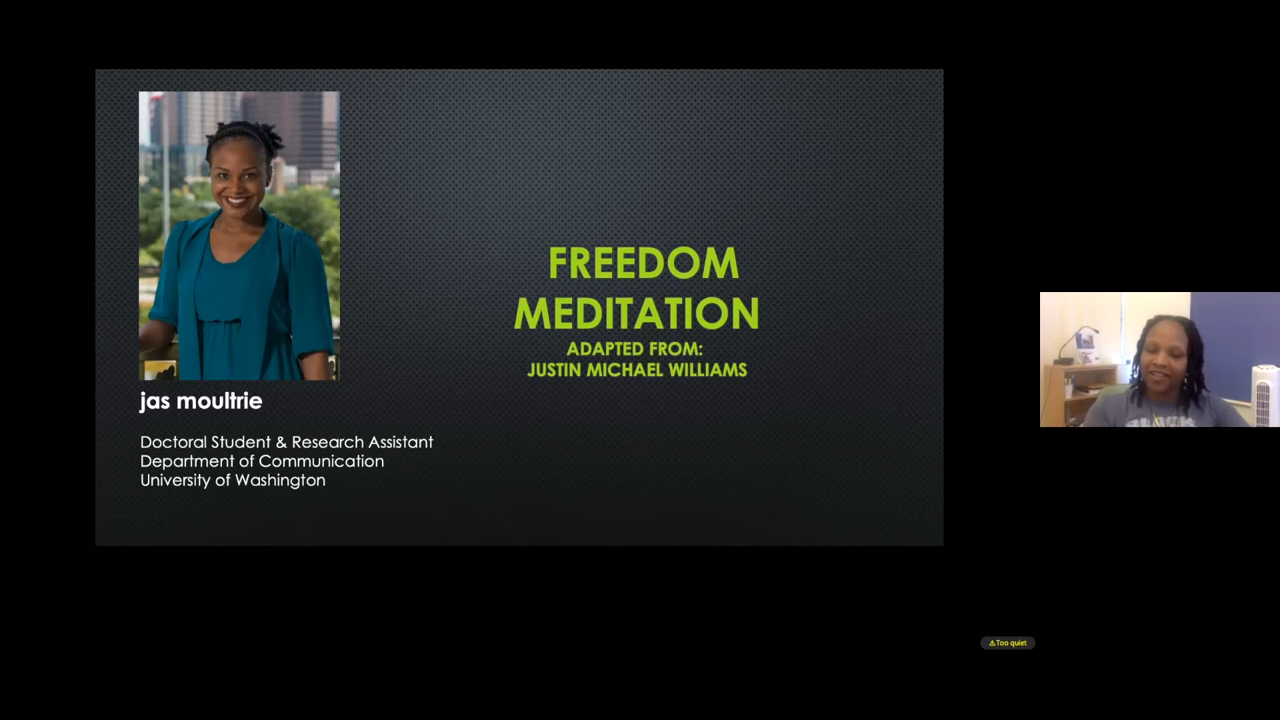 FREEDOM
MEDITATION
ADAPTED FROM:
JUSTIN MICHAEL WILLIAMS
jas moultrie
Doctoral Student & Research Assistant
Department of Communication
University of Washington
⚠Too quiet